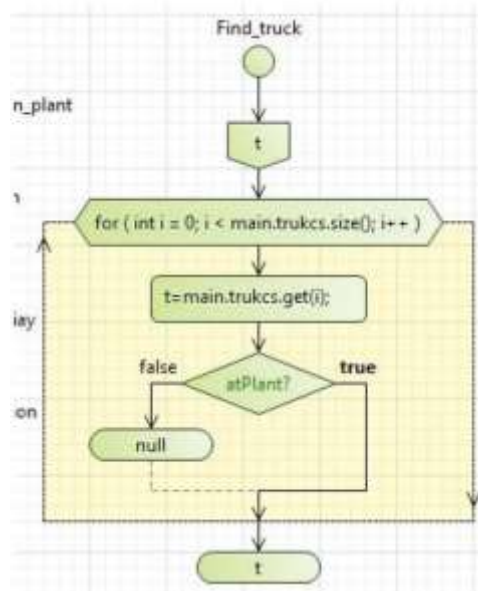 Find_truck
n_plant
t
for ( int i = 0; i < main.trukcs.size(); i++ )
t=main.trukcs.get(i);
iay
false
true
atPlant?
on
null
t